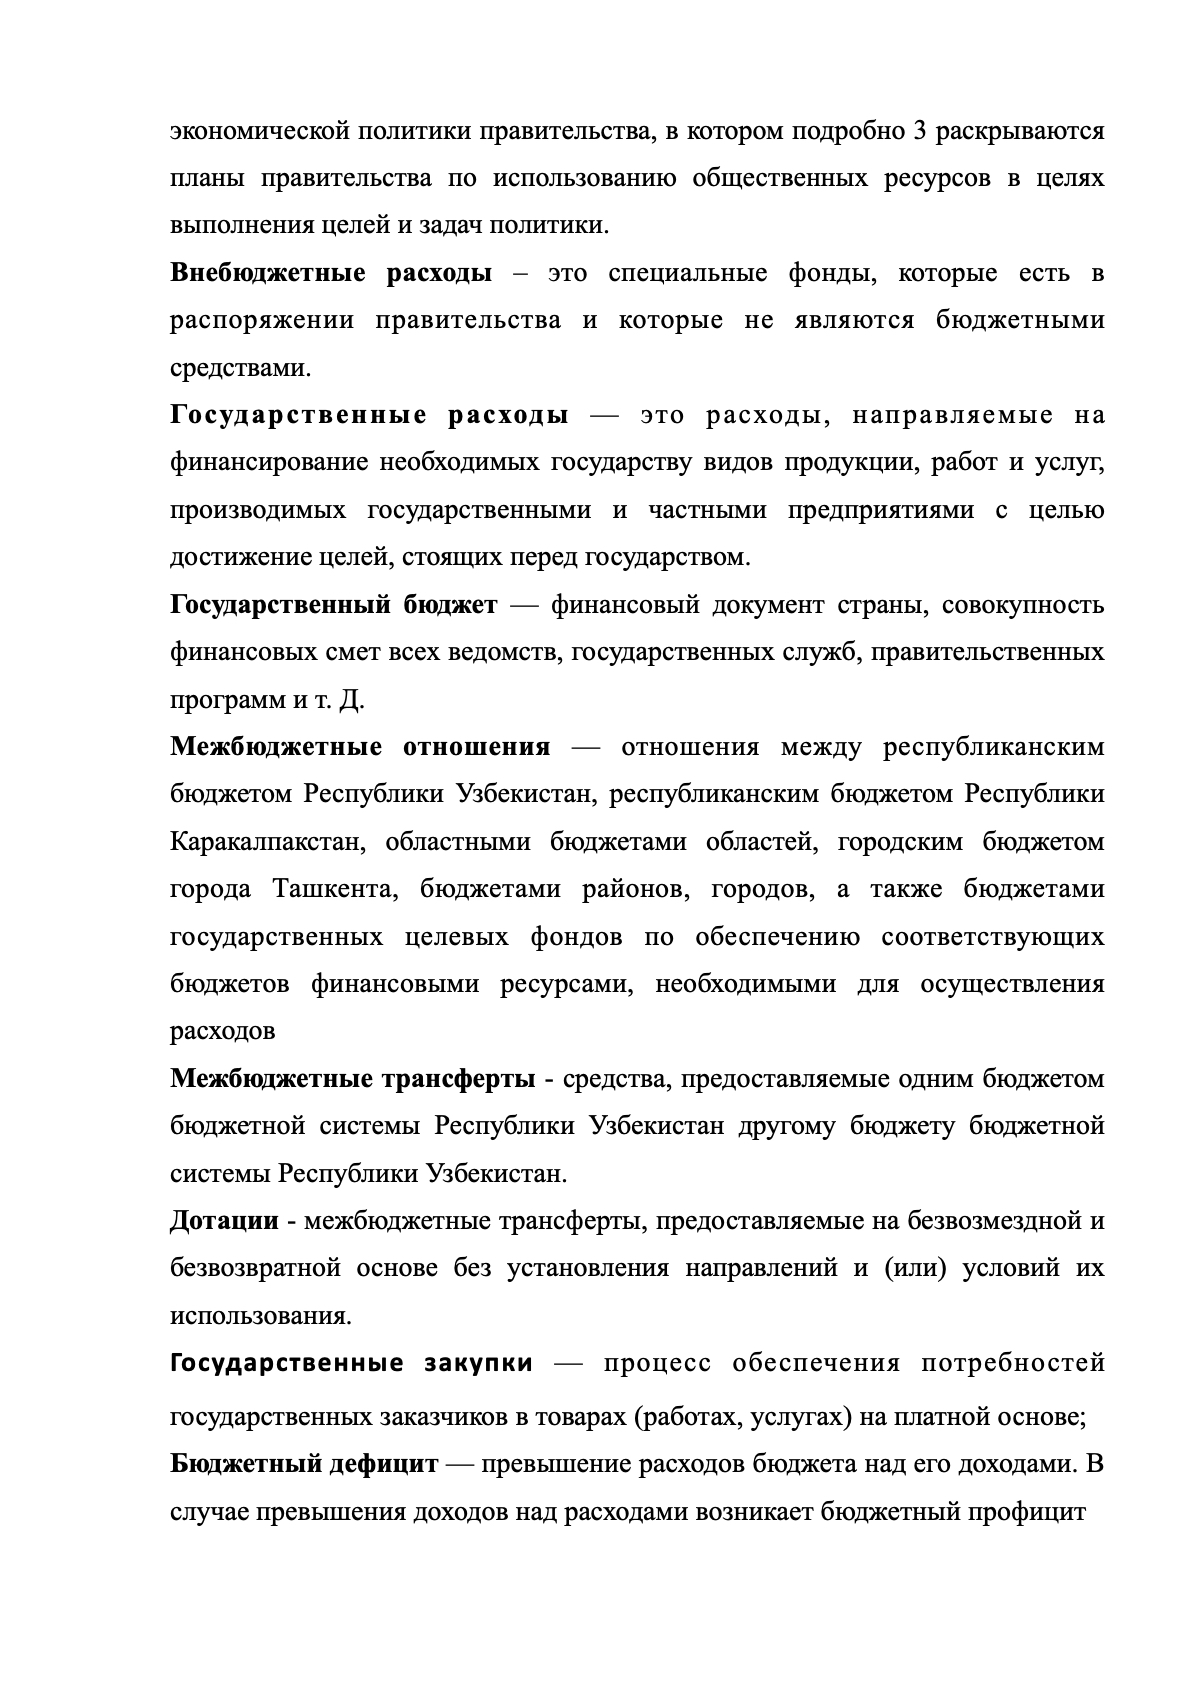 экономической политики правительства, в котором подробно 3 раскрываются
планы правительства по использованию общественных ресурсов в целях
выполнения целей и задач политики.
Внебюджетные расходы – это специальные фонды, которые есть в
распоряжении правительства и которые не являются бюджетными
средствами.
Государственные расходы — это расходы, направляемые на
финансирование необходимых государству видов продукции, работ и услуг,
производимых государственными и частными предприятиями с целью
достижение целей, стоящих перед государством.
Государственный бюджет — финансовый документ страны, совокупность
финансовых смет всех ведомств, государственных служб, правительственных
программ и т. Д.
Межбюджетные отношения — отношения между республиканским
бюджетом Республики Узбекистан, республиканским бюджетом Республики
Каракалпакстан, областными бюджетами областей, городским бюджетом
города Ташкента, бюджетами районов, городов, а также бюджетами
государственных целевых фондов по обеспечению соответствующих
бюджетов финансовыми ресурсами, необходимыми для осуществления
расходов
Межбюджетные трансферты - средства, предоставляемые одним бюджетом
бюджетной системы Республики Узбекистан другому бюджету бюджетной
системы Республики Узбекистан.
Дотации - межбюджетные трансферты, предоставляемые на безвозмездной и
безвозвратной основе без установления направлений и (или) условий их
использования.
Государственные закупки — процесс обеспечения потребностей
государственных заказчиков в товарах (работах, услугах) на платной основе;
Бюджетный дефицит — превышение расходов бюджета над его доходами. В
случае превышения доходов над расходами возникает бюджетный профицит